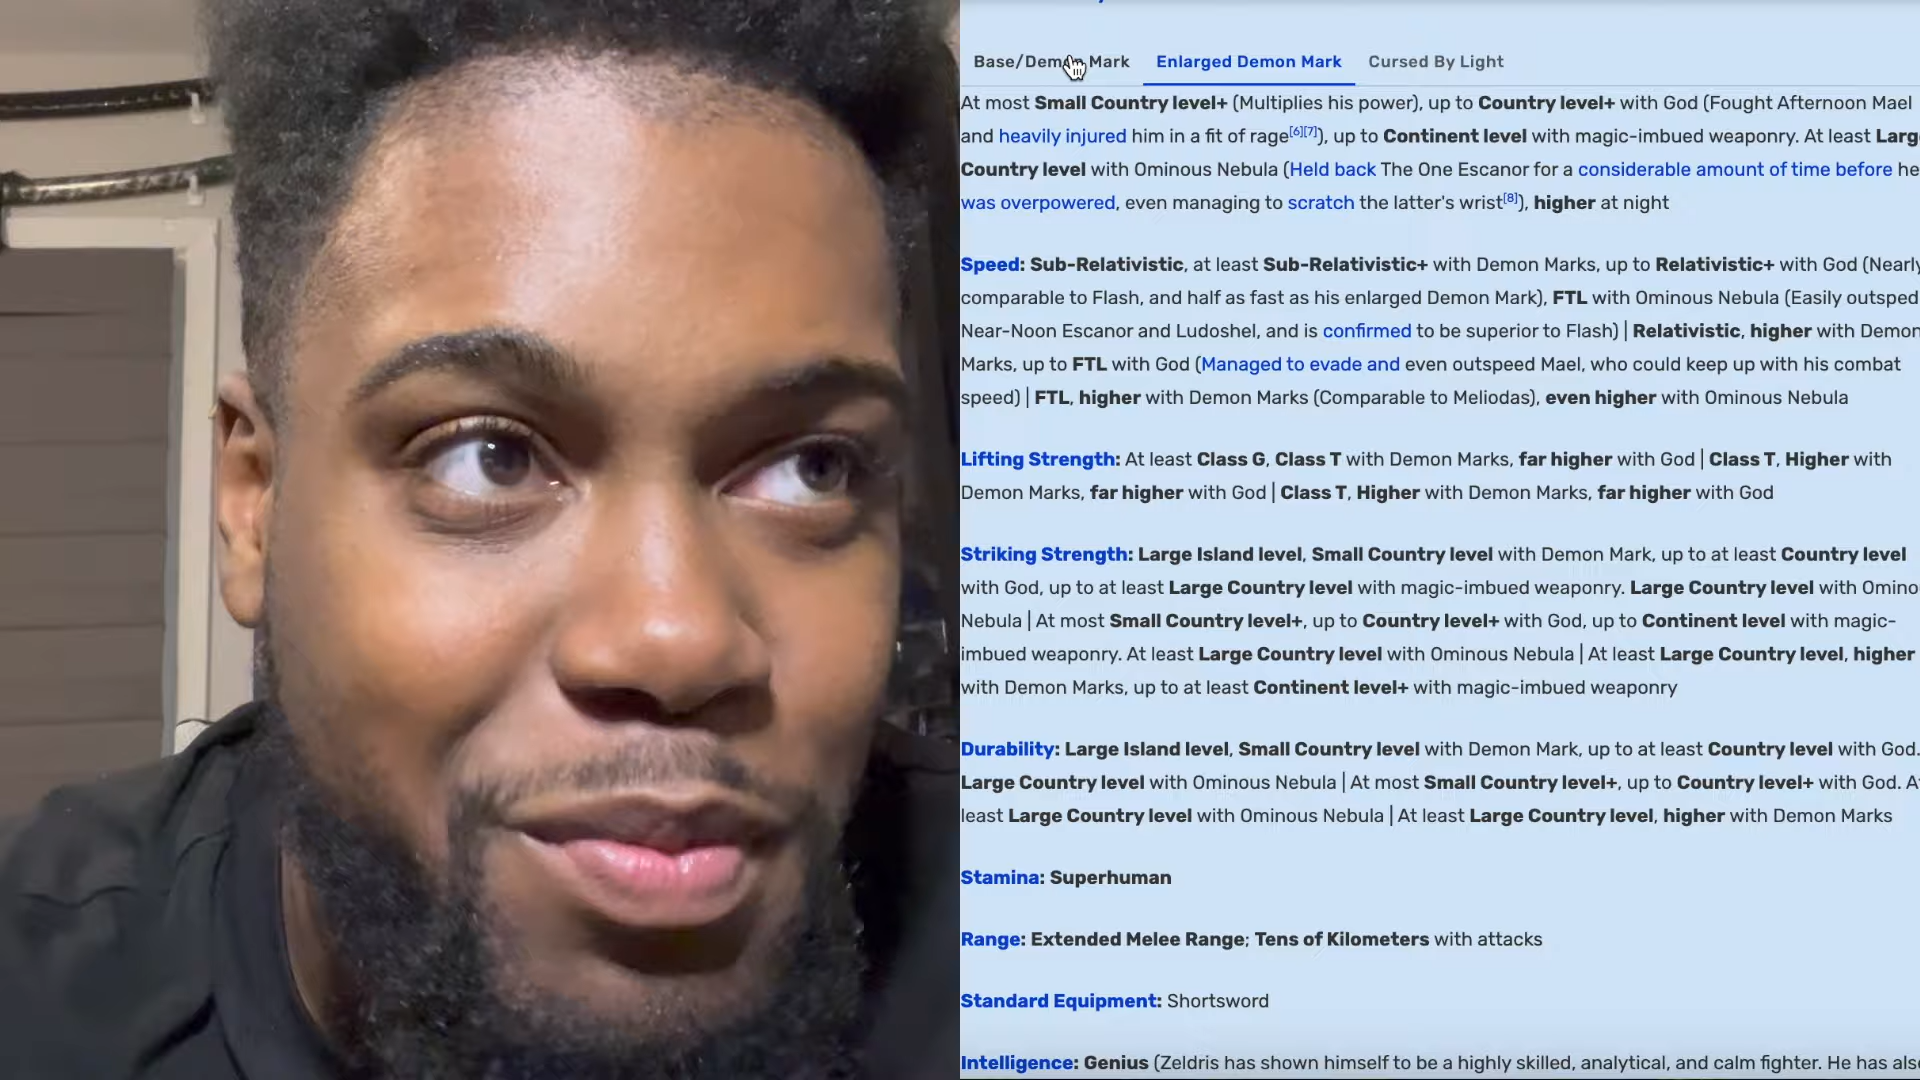 Base/Demon Mark Enlarged Demon Mark Cursed By Light
At most Small Country level+ (Multiplies his power), up to Country level+ with God (Fought Afternoon Mael
and heavily injured him in a fit of rage[6][7]), up to Continent level with magic-imbued weaponry. At least
Country level with Ominous Nebula (Held back The One Escanor for a considerable amount of time before he
was overpowered, even managing to scratch the latter's wrist[8]), higher at night
Speed: Sub-Relativistic, at least Sub-Relativistic+ with Demon Marks, up to Relativistic+ with God (Nearly
comparable to Flash, and half as fast as his enlarged Demon Mark), FTL with Ominous Nebula (Easily outsped
Near-Noon Escanor and Ludoshel, and is confirmed to be superior to Flash) | Relativistic, higher with Demon
Marks, up to FTL with God (Managed to evade and even outspeed Mael, who could keep up with his combat
speed) | FTL, higher with Demon Marks (Comparable to Meliodas), even higher with Ominous Nebula
Lifting Strength: At least Class G, Class T with Demon Marks, far higher with God | Class T, Higher with
Demon Marks, far higher with God | Class T, Higher with Demon Marks, far higher with God
Striking Strength: Large Island level, Small Country level with Demon Mark, up to at least Country level
with God, up to at least Large Country level with magic-imbued weaponry. Large Country level with
Nebula | At most Small Country level+, up to Country level+ with God, up to Continent level with magic-
imbued weaponry. At least Large Country level with Ominous Nebula | At least Large Country level, higher
with Demon Marks, up to at least Continent level+ with magic-imbued weaponry
Durability: Large Island level, Small Country level with Demon Mark, up to at least Country level with God.
Large Country level with Ominous Nebula | At most Small Country level+, up to Country level+ with God.
least Large Country level with Ominous Nebula | At least Large Country level, higher with Demon Marks
Stamina: Superhuman
Range: Extended Melee Range; Tens of Kilometers with attacks
Standard Equipment: Shortsword
Intelligence: Genius (Zeldris has shown himself to be a highly skilled, analytical, and calm fighter. He has